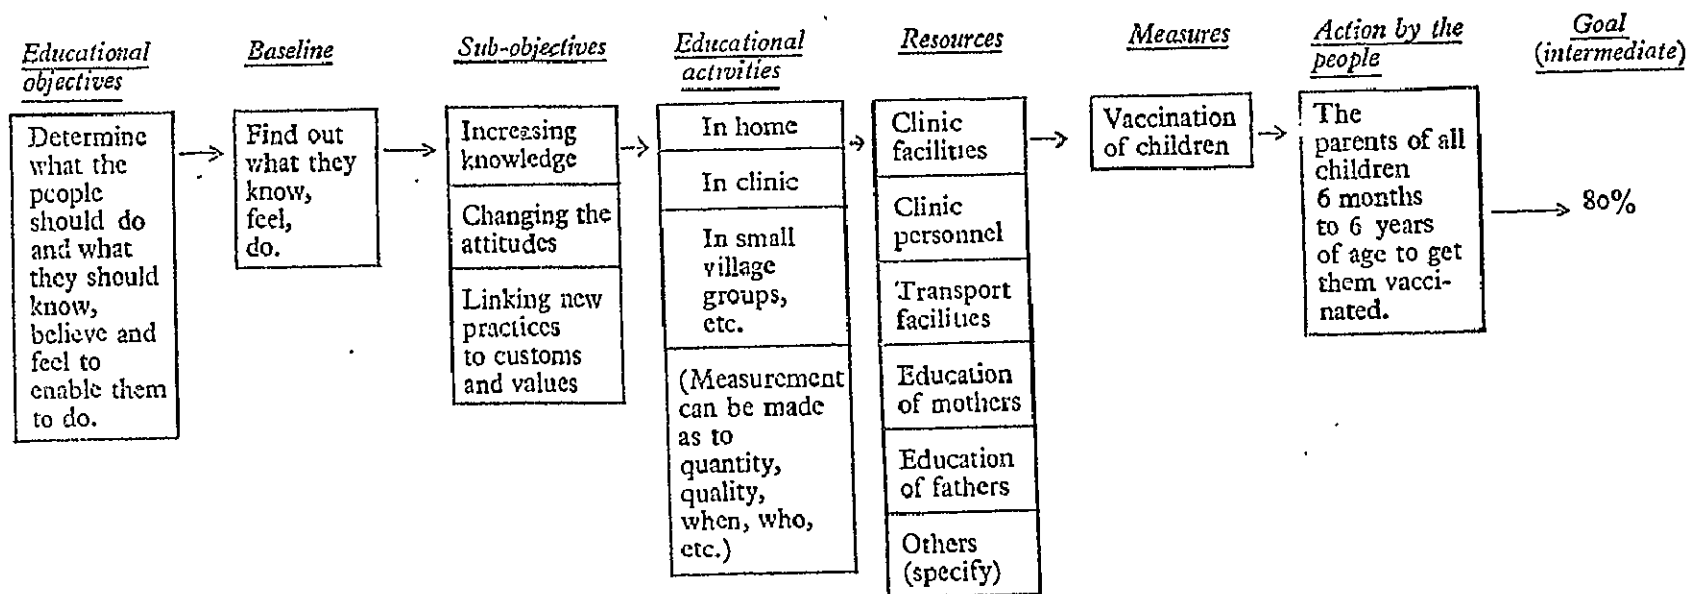 Educational
objectives
Determine
what the
people
should do
and what
they should
know,
believe and
feel to
enable them
to do.
Baseline
Find out
what they
know,
feel,
do.
Sub-objectives
Increasing
knowledge
Changing the
attitudes
Linking new
practices
to customs
and values
Educational
activities
In home
In clinic
In small
village
groups,
etc.
(Measurement
can be made
as to
quantity,
quality,
when, who,
etc.)
Resources
Clinic
facilities
Clinic
personnel
Transport
facilities
Education
of mothers
Education
of fathers
Others
(specify)
Measures
Vaccination
of children
Action by the
people
The
parents of all
children
6 months
to 6 years
of age to get
them vacci-
nated.
Goal
(intermediate)
80%